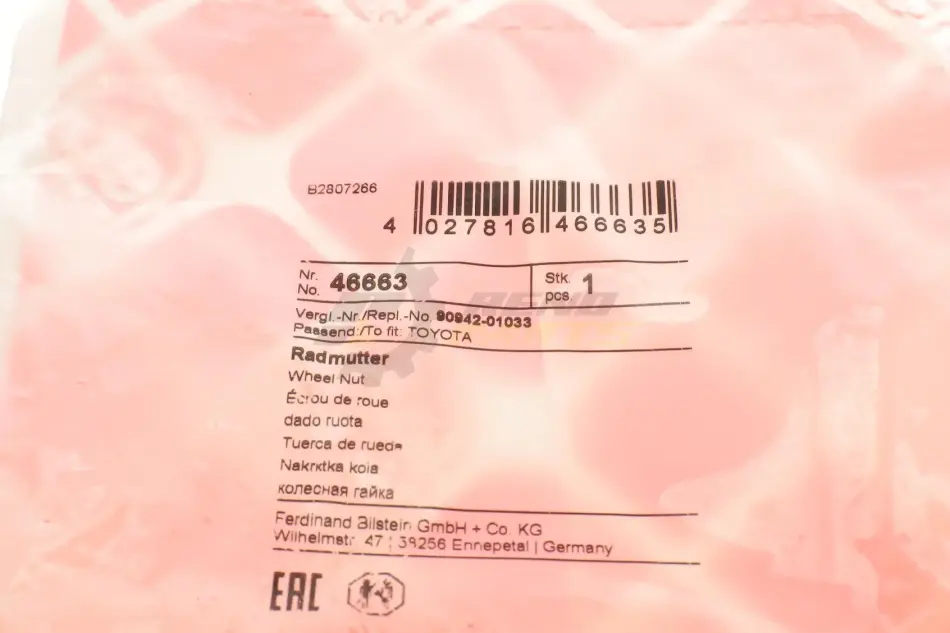 B2807266
4 027816 466635
Nr.
No. 46663
Stk.
pcs. 1
Vergl.-Nr./Repl.-No. 90942-01033
Passend:/To fit: TOYOTA
Radmutter
Wheel Nut
Écrou de roue
dado ruota
Tuerca de rueda
Nakrętka koła
колесная гайка
Ferdinand Bilstein GmbH + Co. KG
Wilhelmstr. 47 | 58256 Ennepetal | Germany
EAC